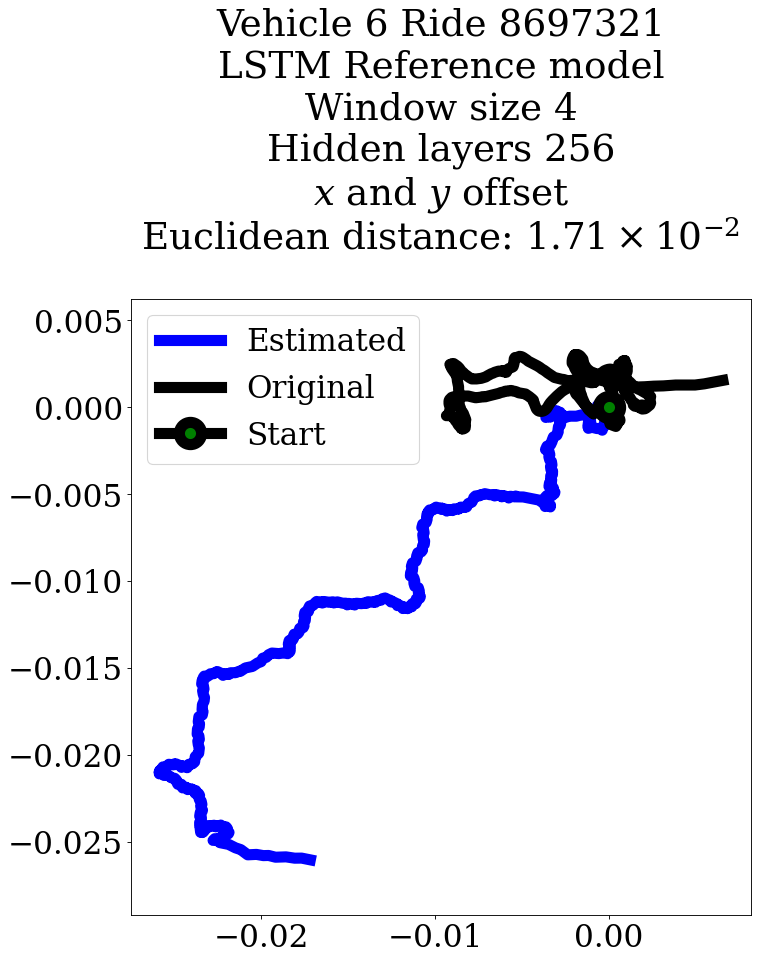 Vehicle 6 Ride 8697321
LSTM Reference model
Window size 4
Hidden layers 256
x and y offset
Euclidean distance: 1.71 × 10⁻²
Estimated
Original
Start
0.005
0.000
−0.005
−0.010
−0.015
−0.020
−0.025
−0.02 −0.01 0.00